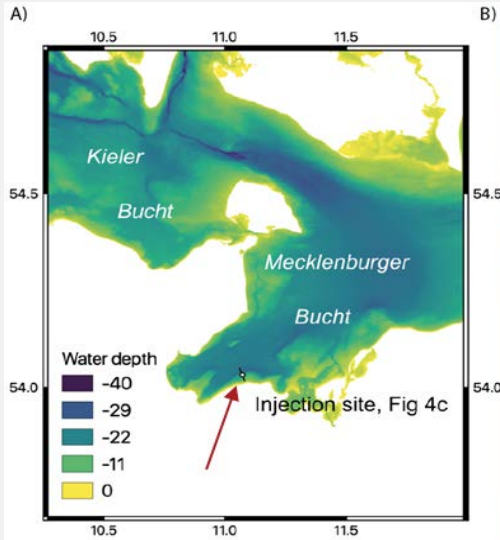 A)
B)
10.5 11.0 11.5
Kieler
54.5
54.5
Bucht
Mecklenburger
Bucht
Water depth
-40
54.0
54.0
-29
Injection site, Fig 4c
-22
-11
0
10.5 11.0 11.5